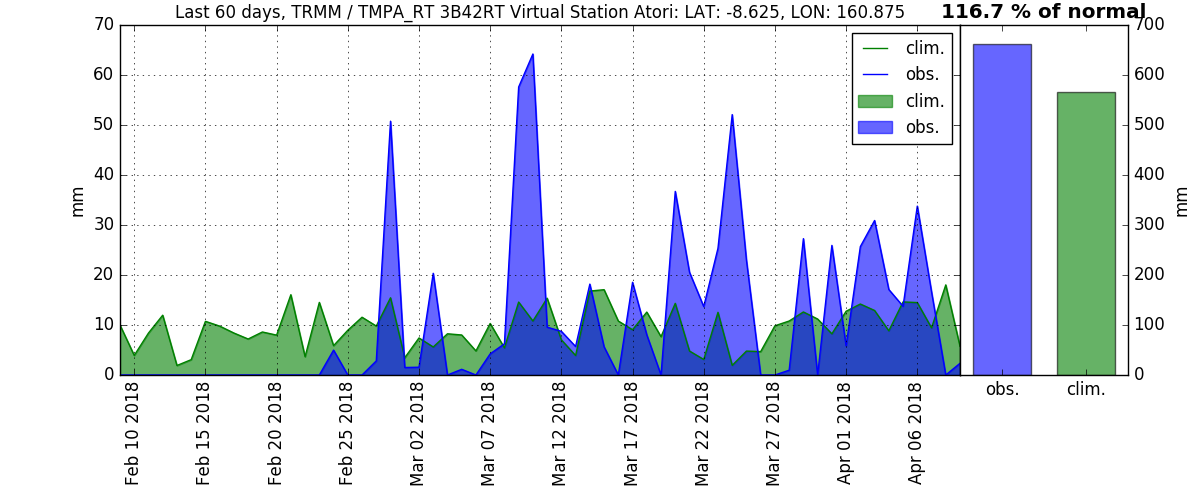 Last 60 days, TRMM / TMPA_RT 3B42RT Virtual Station Atori: LAT: -8.625, LON: 160.875
116.7 % of normal
70
60
50
40
30
20
10
0
mm
clim.
obs.
clim.
obs.
Feb 10 2018
Feb 15 2018
Feb 20 2018
Feb 25 2018
Mar 02 2018
Mar 07 2018
Mar 12 2018
Mar 17 2018
Mar 22 2018
Mar 27 2018
Apr 01 2018
Apr 06 2018
700
600
500
400
300
200
100
0
mm
obs.
clim.